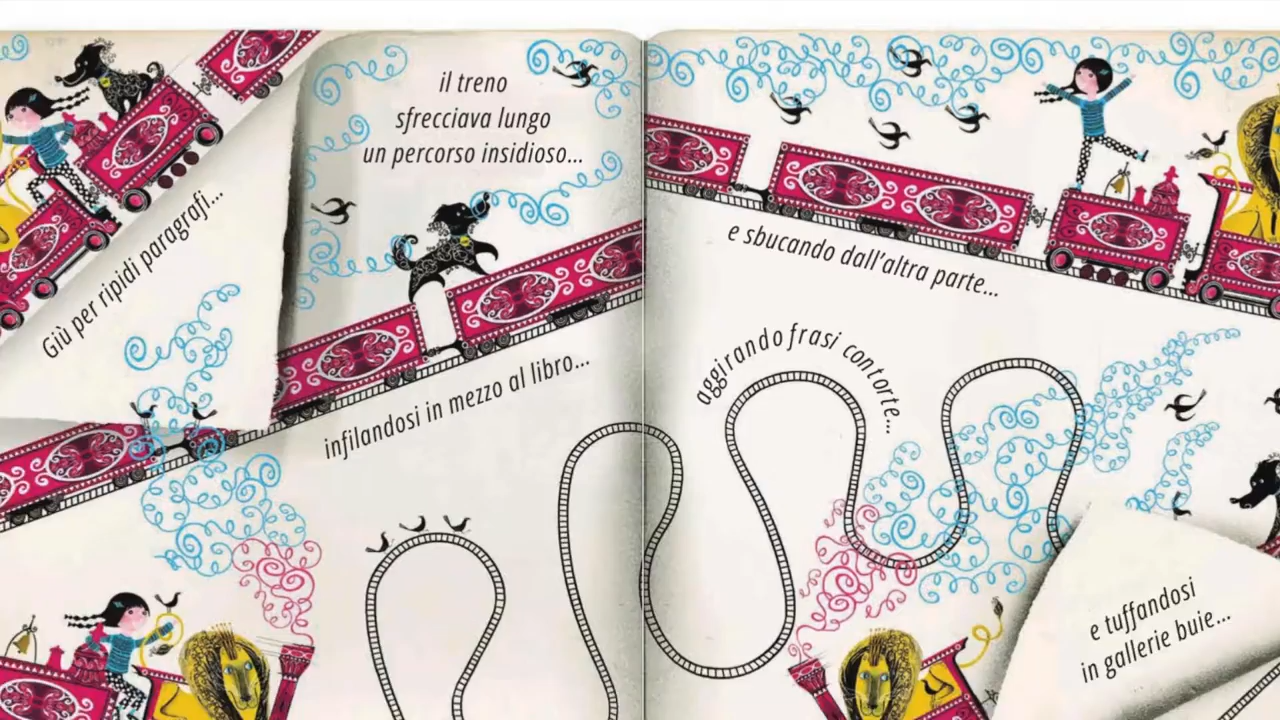 il treno
sfrecciava lungo
un percorso insidioso...
Giù per ripidi paragrafi...
infilandosi in mezzo al libro...
e sbucando dall'altra parte...
aggirando frasi contorte...
e tuffandosi
in gallerie buie...